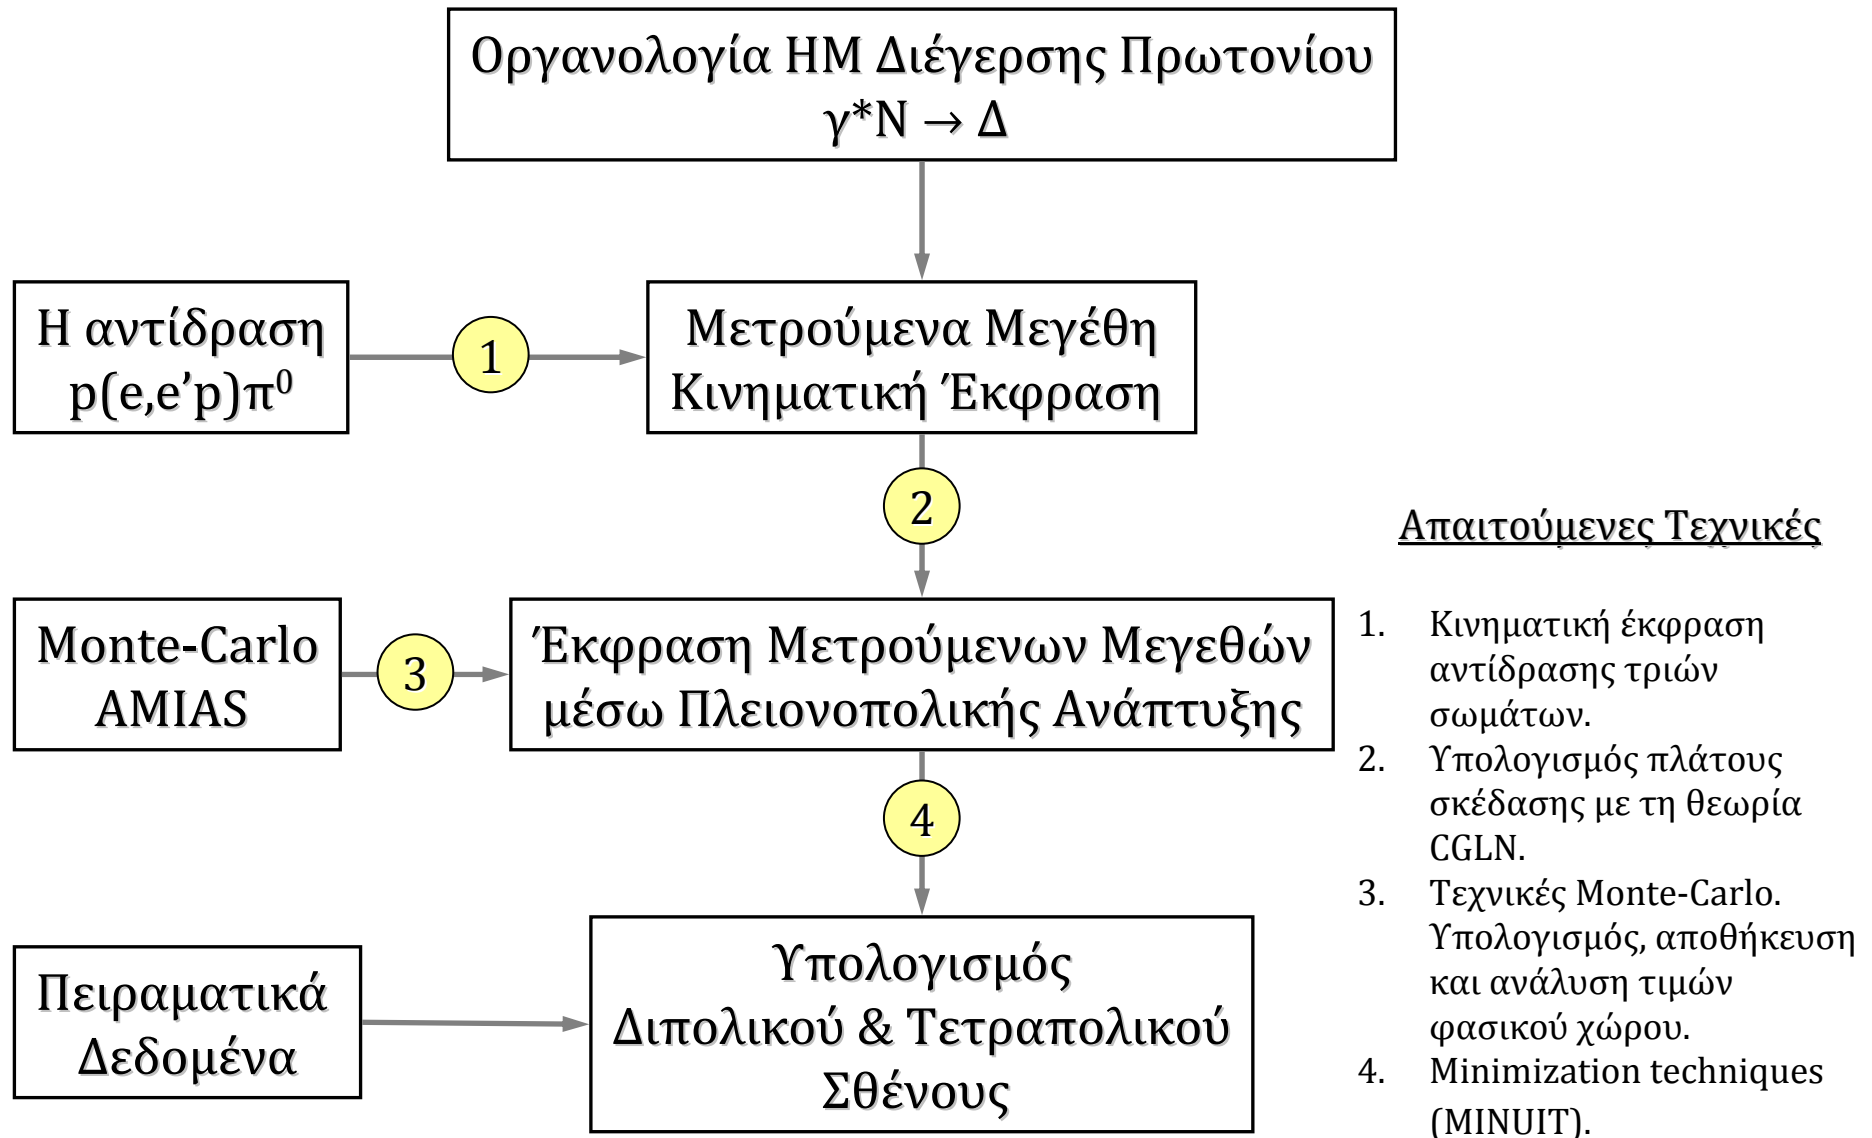 Οργανολογία ΗΜ Διέγερσης Πρωτονίου
γ*Ν → Δ
Η αντίδραση
p(e,e’p)π⁰
1
Μετρούμενα Μεγέθη
Κινηματική Έκφραση
2
Monte-Carlo
AMIAS
3
Έκφραση Μετρούμενων Μεγεθών
μέσω Πλειονοπολικής Ανάπτυξης
4
Πειραματικά
Δεδομένα
Υπολογισμός
Διπολικού & Τετραπολικού
Σθένους
Απαιτούμενες Τεχνικές
1. Κινηματική έκφραση
αντίδρασης τριών
σωμάτων.
2. Υπολογισμός πλάτους
σκέδασης με τη θεωρία
CGLN.
3. Τεχνικές Monte-Carlo.
Υπολογισμός, αποθήκευση
και ανάλυση τιμών
φασικού χώρου.
4. Minimization techniques
(MINUIT).